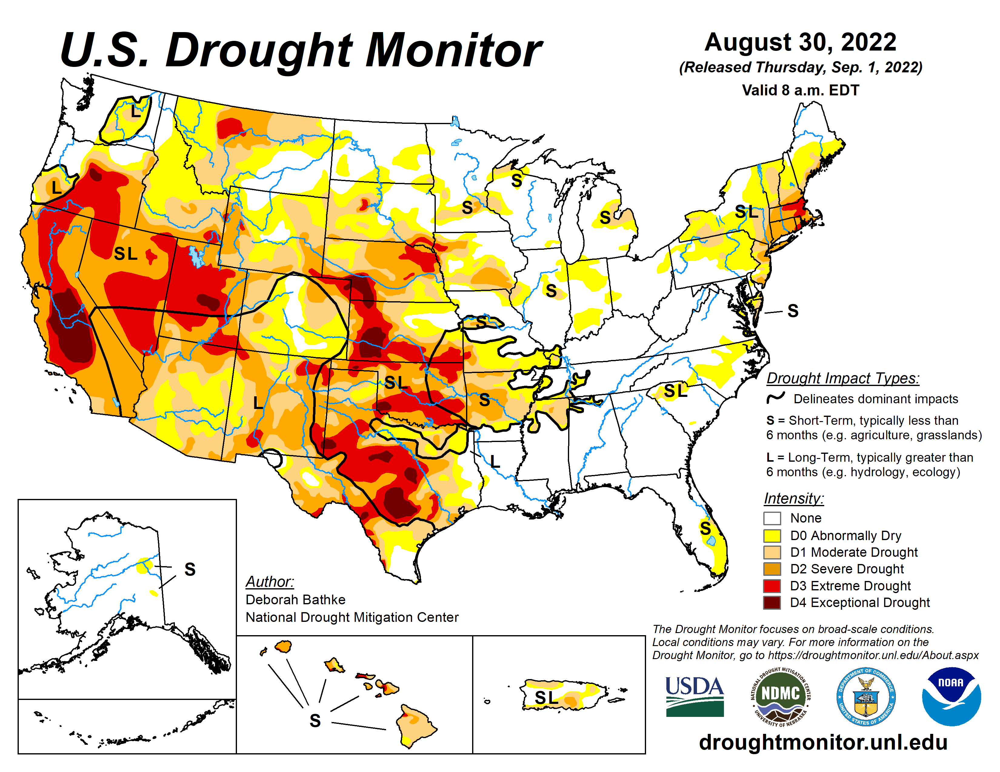 U.S. Drought Monitor
August 30, 2022
(Released Thursday, Sep. 1, 2022)
Valid 8 a.m. EDT
L
L
S
S
S
SL
SL
S
S
S
SL
L
S
SL
L
S
S
Drought Impact Types:
Delineates dominant impacts
S = Short-Term, typically less than
6 months (e.g. agriculture, grasslands)
L = Long-Term, typically greater than
6 months (e.g. hydrology, ecology)
Intensity:
None
D0 Abnormally Dry
D1 Moderate Drought
D2 Severe Drought
D3 Extreme Drought
D4 Exceptional Drought
S
Author:
Deborah Bathke
National Drought Mitigation Center
S
SL
The Drought Monitor focuses on broad-scale conditions.
Local conditions may vary. For more information on the
Drought Monitor, go to https://droughtmonitor.unl.edu/About.aspx
USDA
NATIONAL DROUGHT MITIGATION CENTER
NDMC
UNIVERSITY OF NEBRASKA
DEPARTMENT OF COMMERCE
UNITED STATES OF AMERICA
NOAA
droughtmonitor.unl.edu